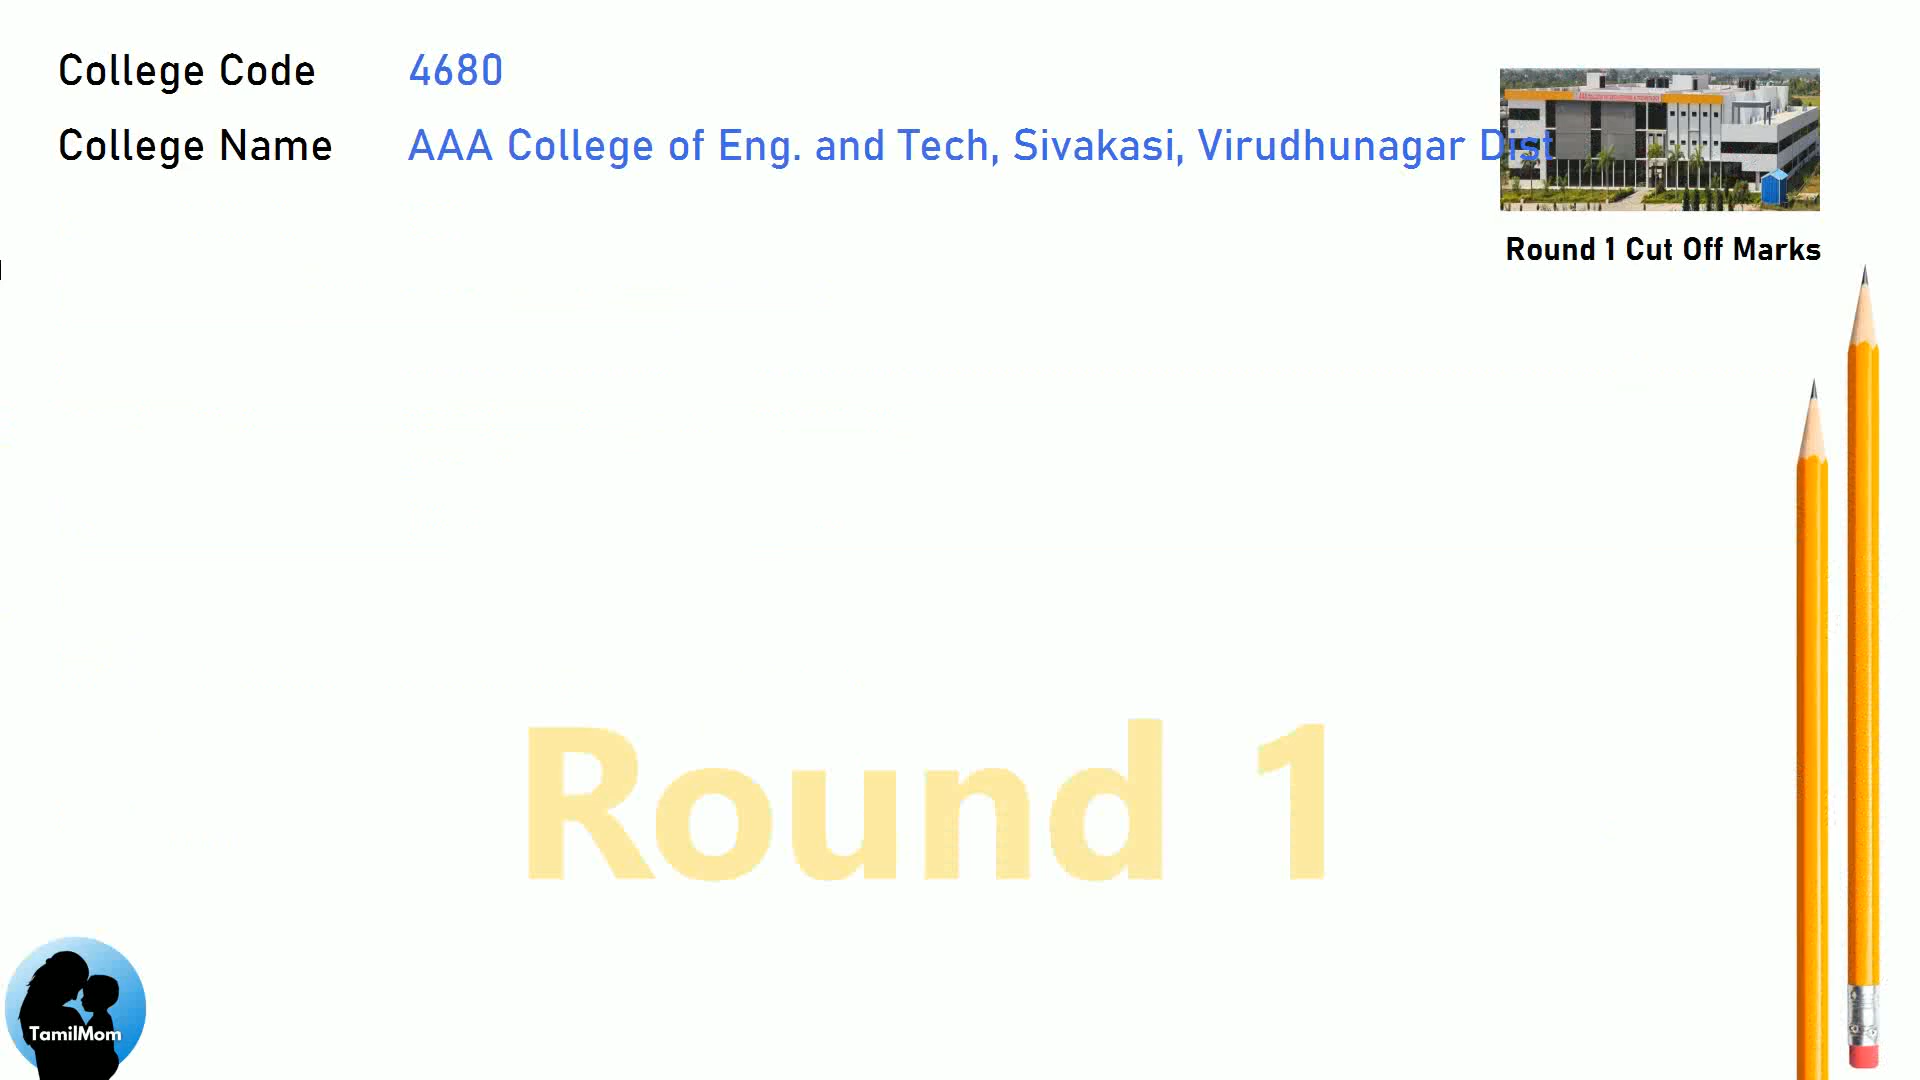 College Code 4680
College Name AAA College of Eng. and Tech, Sivakasi, Virudhunagar Dist
Round 1 Cut Off Marks
Round 1
TamilMom